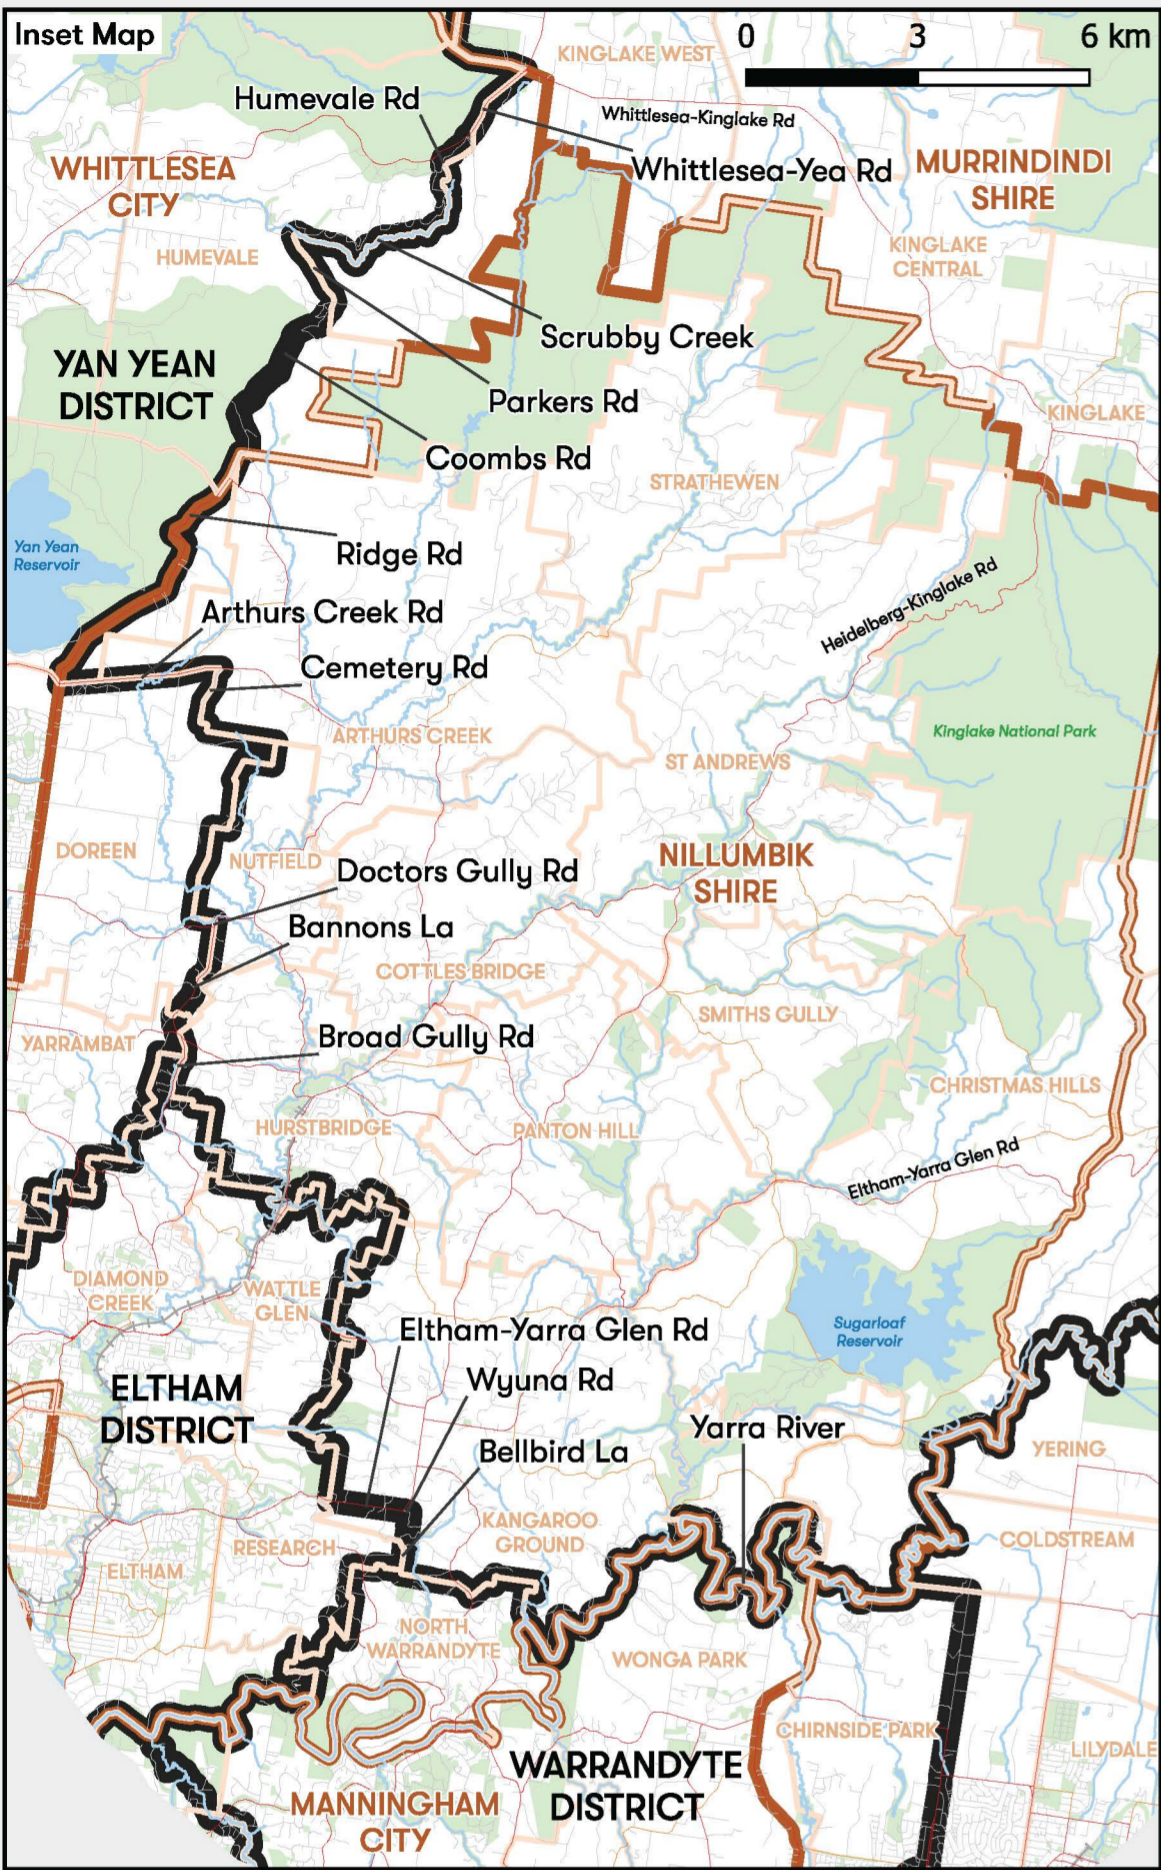 Inset Map
0 3 6 km
KINGLAKE WEST
Humevale Rd
Whittlesea-Kinglake Rd
WHITTLESEA
CITY
Whittlesea-Yea Rd
MURRINDINDI
SHIRE
HUMEVALE
KINGLAKE
CENTRAL
Scrubby Creek
YAN YEAN
DISTRICT
Parkers Rd
KINGLAKE
Coombs Rd
STRATHEWEN
Yan Yean
Reservoir
Ridge Rd
Heidelberg-Kinglake Rd
Arthurs Creek Rd
Cemetery Rd
ARTHURS CREEK
Kinglake National Park
ST ANDREWS
DOREEN
NUTFIELD
NILLUMBIK
SHIRE
Doctors Gully Rd
Bannons La
COTTLES BRIDGE
SMITHS GULLY
YARRAMBAT
Broad Gully Rd
CHRISTMAS HILLS
HURSTBRIDGE
PANTON HILL
Eltham-Yarra Glen Rd
DIAMOND
CREEK
WATTLE
GLEN
Eltham-Yarra Glen Rd
Sugarloaf
Reservoir
Wyuna Rd
ELTHAM
DISTRICT
Yarra River
Bellbird La
YERING
KANGAROO
GROUND
COLDSTREAM
RESEARCH
ELTHAM
NORTH
WARRANDYTE
WONGA PARK
CHIRNSIDE PARK
LILYDALE
WARRANDYTE
DISTRICT
MANNINGHAM
CITY